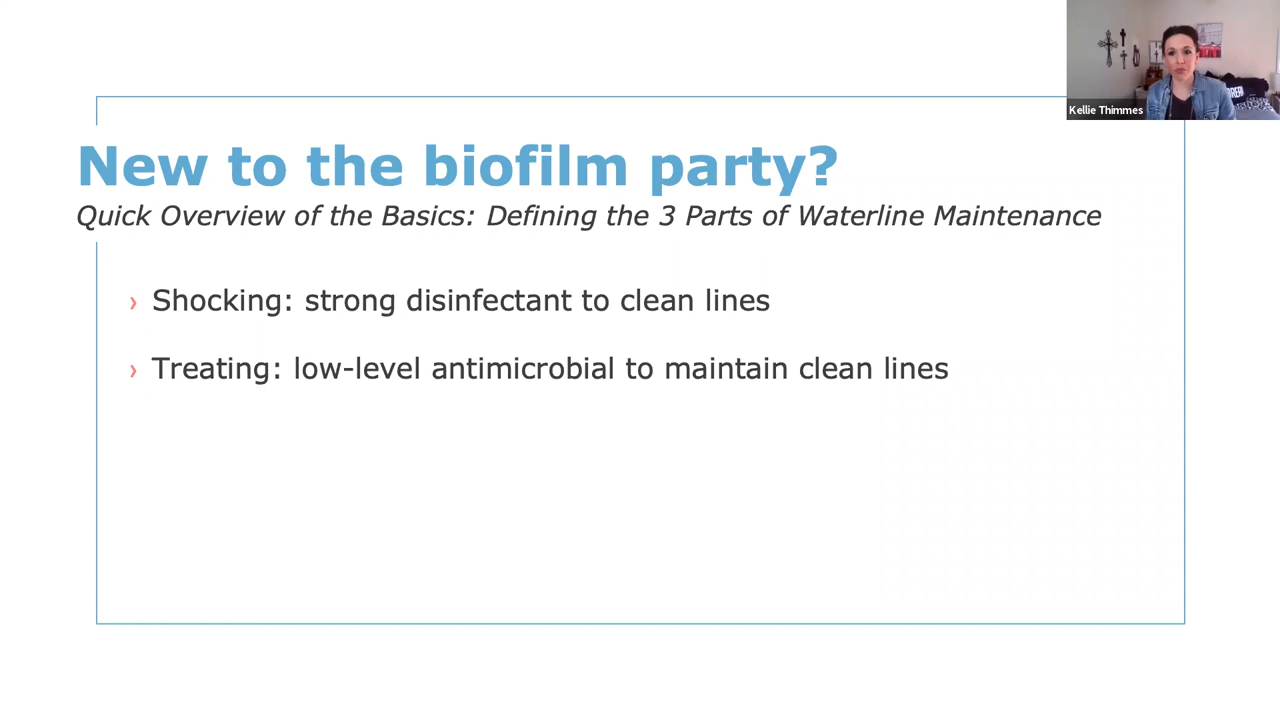 Kellie Thimmes
New to the biofilm party?
Quick Overview of the Basics: Defining the 3 Parts of Waterline Maintenance
› Shocking: strong disinfectant to clean lines
› Treating: low-level antimicrobial to maintain clean lines